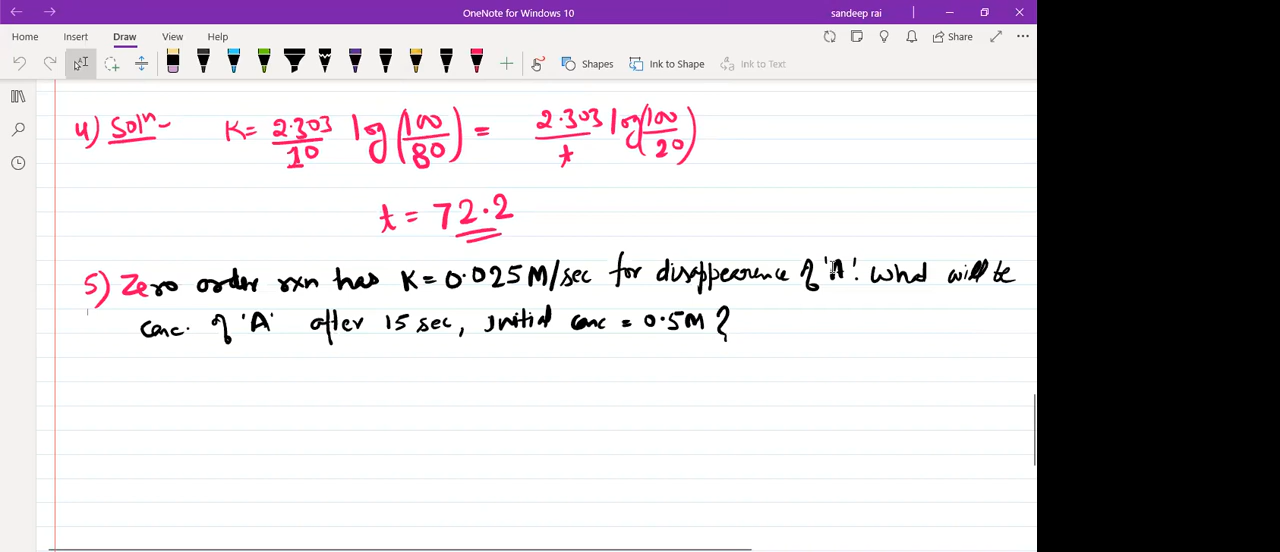 OneNote for Windows 10
sandeep rai
Home Insert Draw View Help
Share
Shapes Ink to Shape Ink to Text
4) Solⁿ- K = 2.303/10 log(100/80) = 2.303/t log(100/20)
t = 72.2
5) Zero order rxn has K = 0.025 M/sec for disappearence of 'A'. What will be
conc. of 'A' after 15 sec, initial conc = 0.5M ?